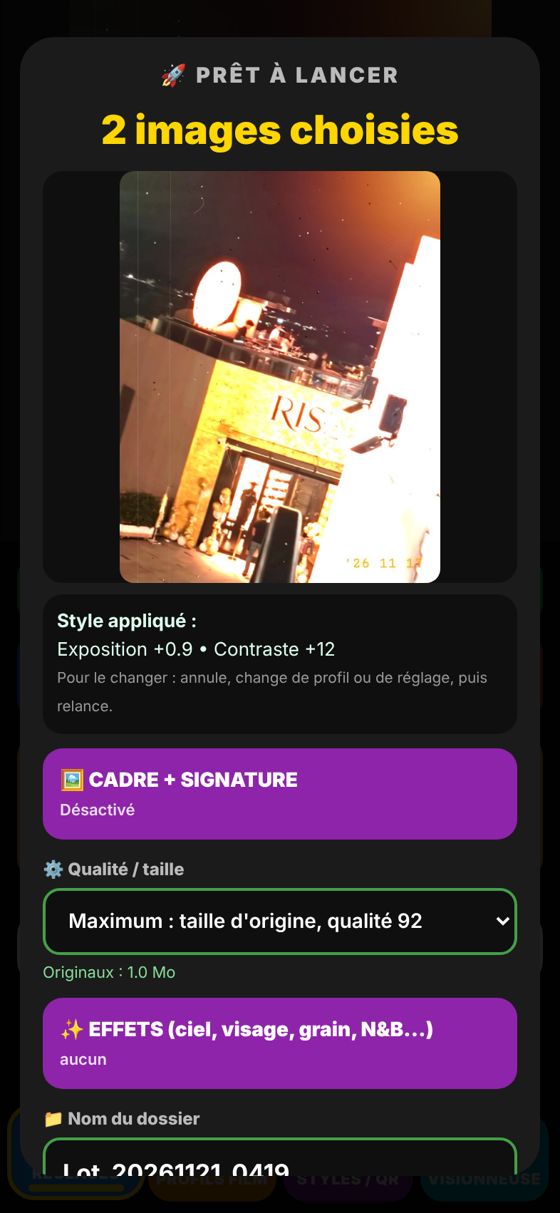 🚀 PRÊT À LANCER
2 images choisies
RIS
'26 11 1
Style appliqué :
Exposition +0.9 • Contraste +12
Pour le changer : annule, change de profil ou de réglage, puis
relance.
🖼️ CADRE + SIGNATURE
Désactivé
⚙️ Qualité / taille
Maximum : taille d'origine, qualité 92
Originaux : 1.0 Mo
✨ EFFETS (ciel, visage, grain, N&B...)
aucun
📁 Nom du dossier
Lot_20261121_0419
PROFILS FILM
STYLES / QR
VISIONNEUSE